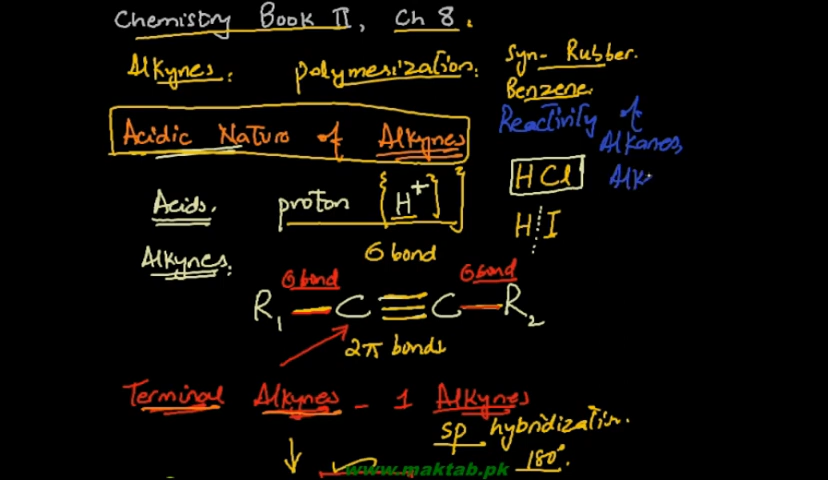 Chemistry Book II, Ch 8.
Alkynes. polymerization. Syn- Rubber.
Benzene.
Reactivity of
Alkanes,
Alk
Acidic Nature of Alkynes
HCl
Acids. proton {H⁺}
H I
Alkynes. σ bond
σ bond σ bond
R₁ — C ≡ C — R₂
2π bonds
Terminal Alkynes - 1 Alkynes
sp hybridization.
180°.
www.maktab.pk